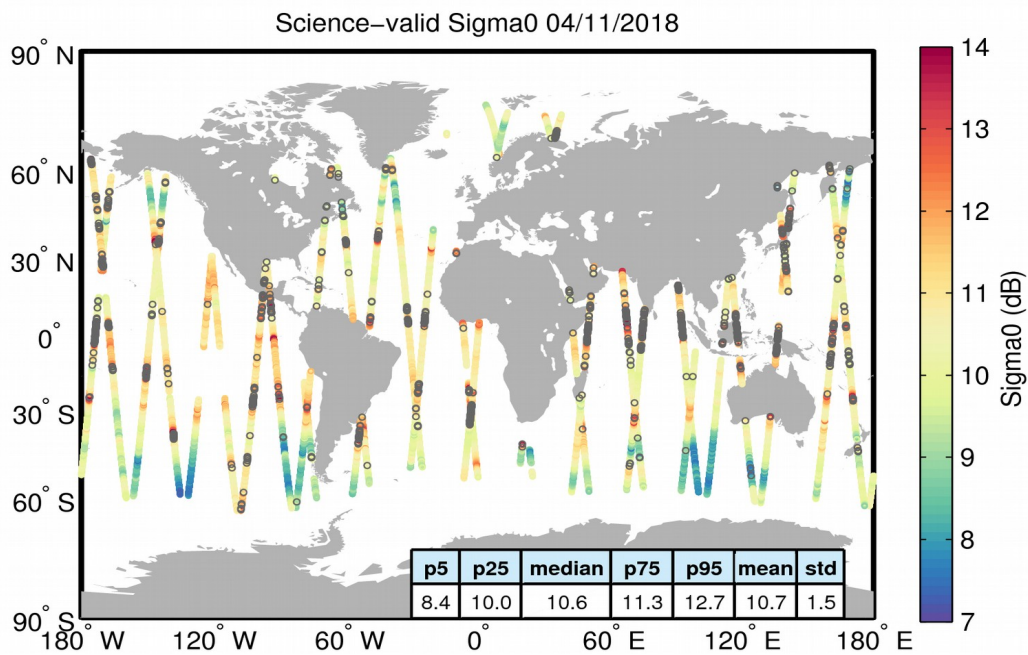 Science−valid Sigma0 04/11/2018
90° N
60° N
30° N
0°
30° S
60° S
90° S
180° W
120° W
60° W
0°
60° E
120° E
180° E
14
13
12
11
10
9
8
7
Sigma0 (dB)
p5 p25 median p75 p95 mean std
8.4 10.0 10.6 11.3 12.7 10.7 1.5